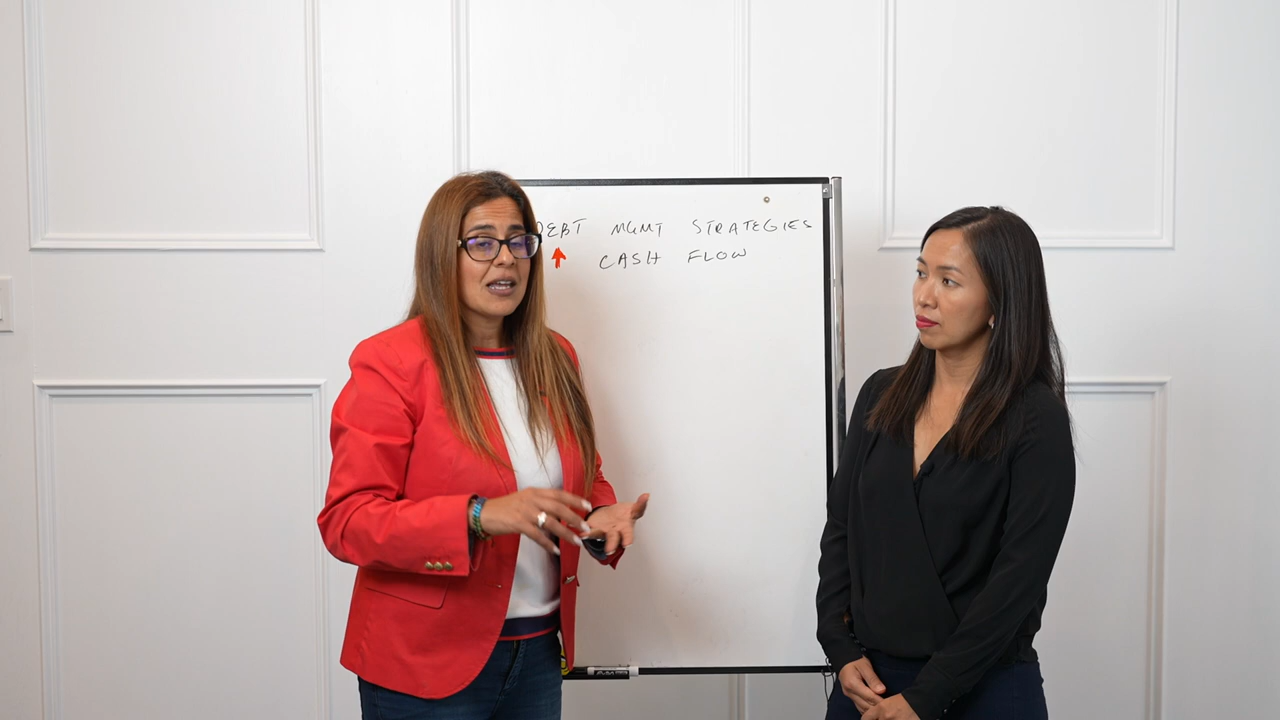 DEBT MGMT STRATEGIES
↑ CASH FLOW